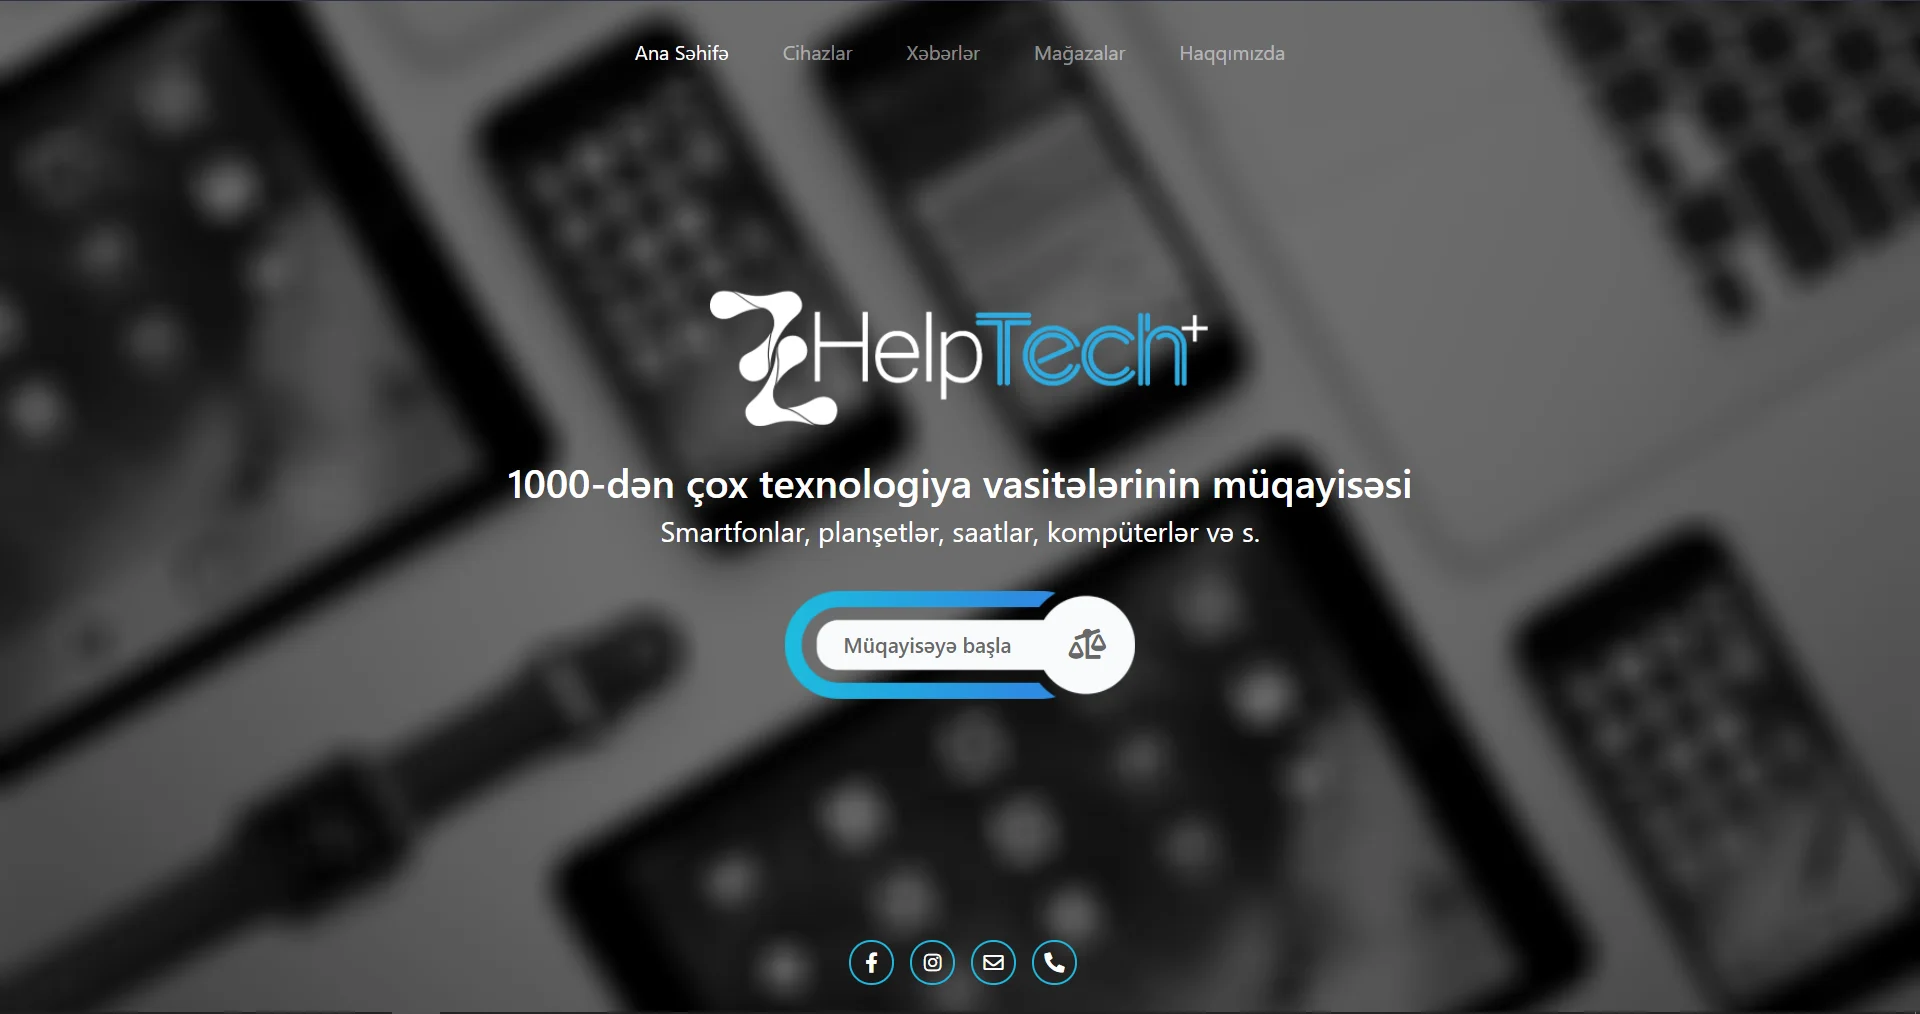 Ana Səhifə Cihazlar Xəbərlər Mağazalar Haqqımızda
HelpTech+
1000-dən çox texnologiya vasitələrinin müqayisəsi
Smartfonlar, planşetlər, saatlar, kompüterlər və s.
Müqayisəyə başla